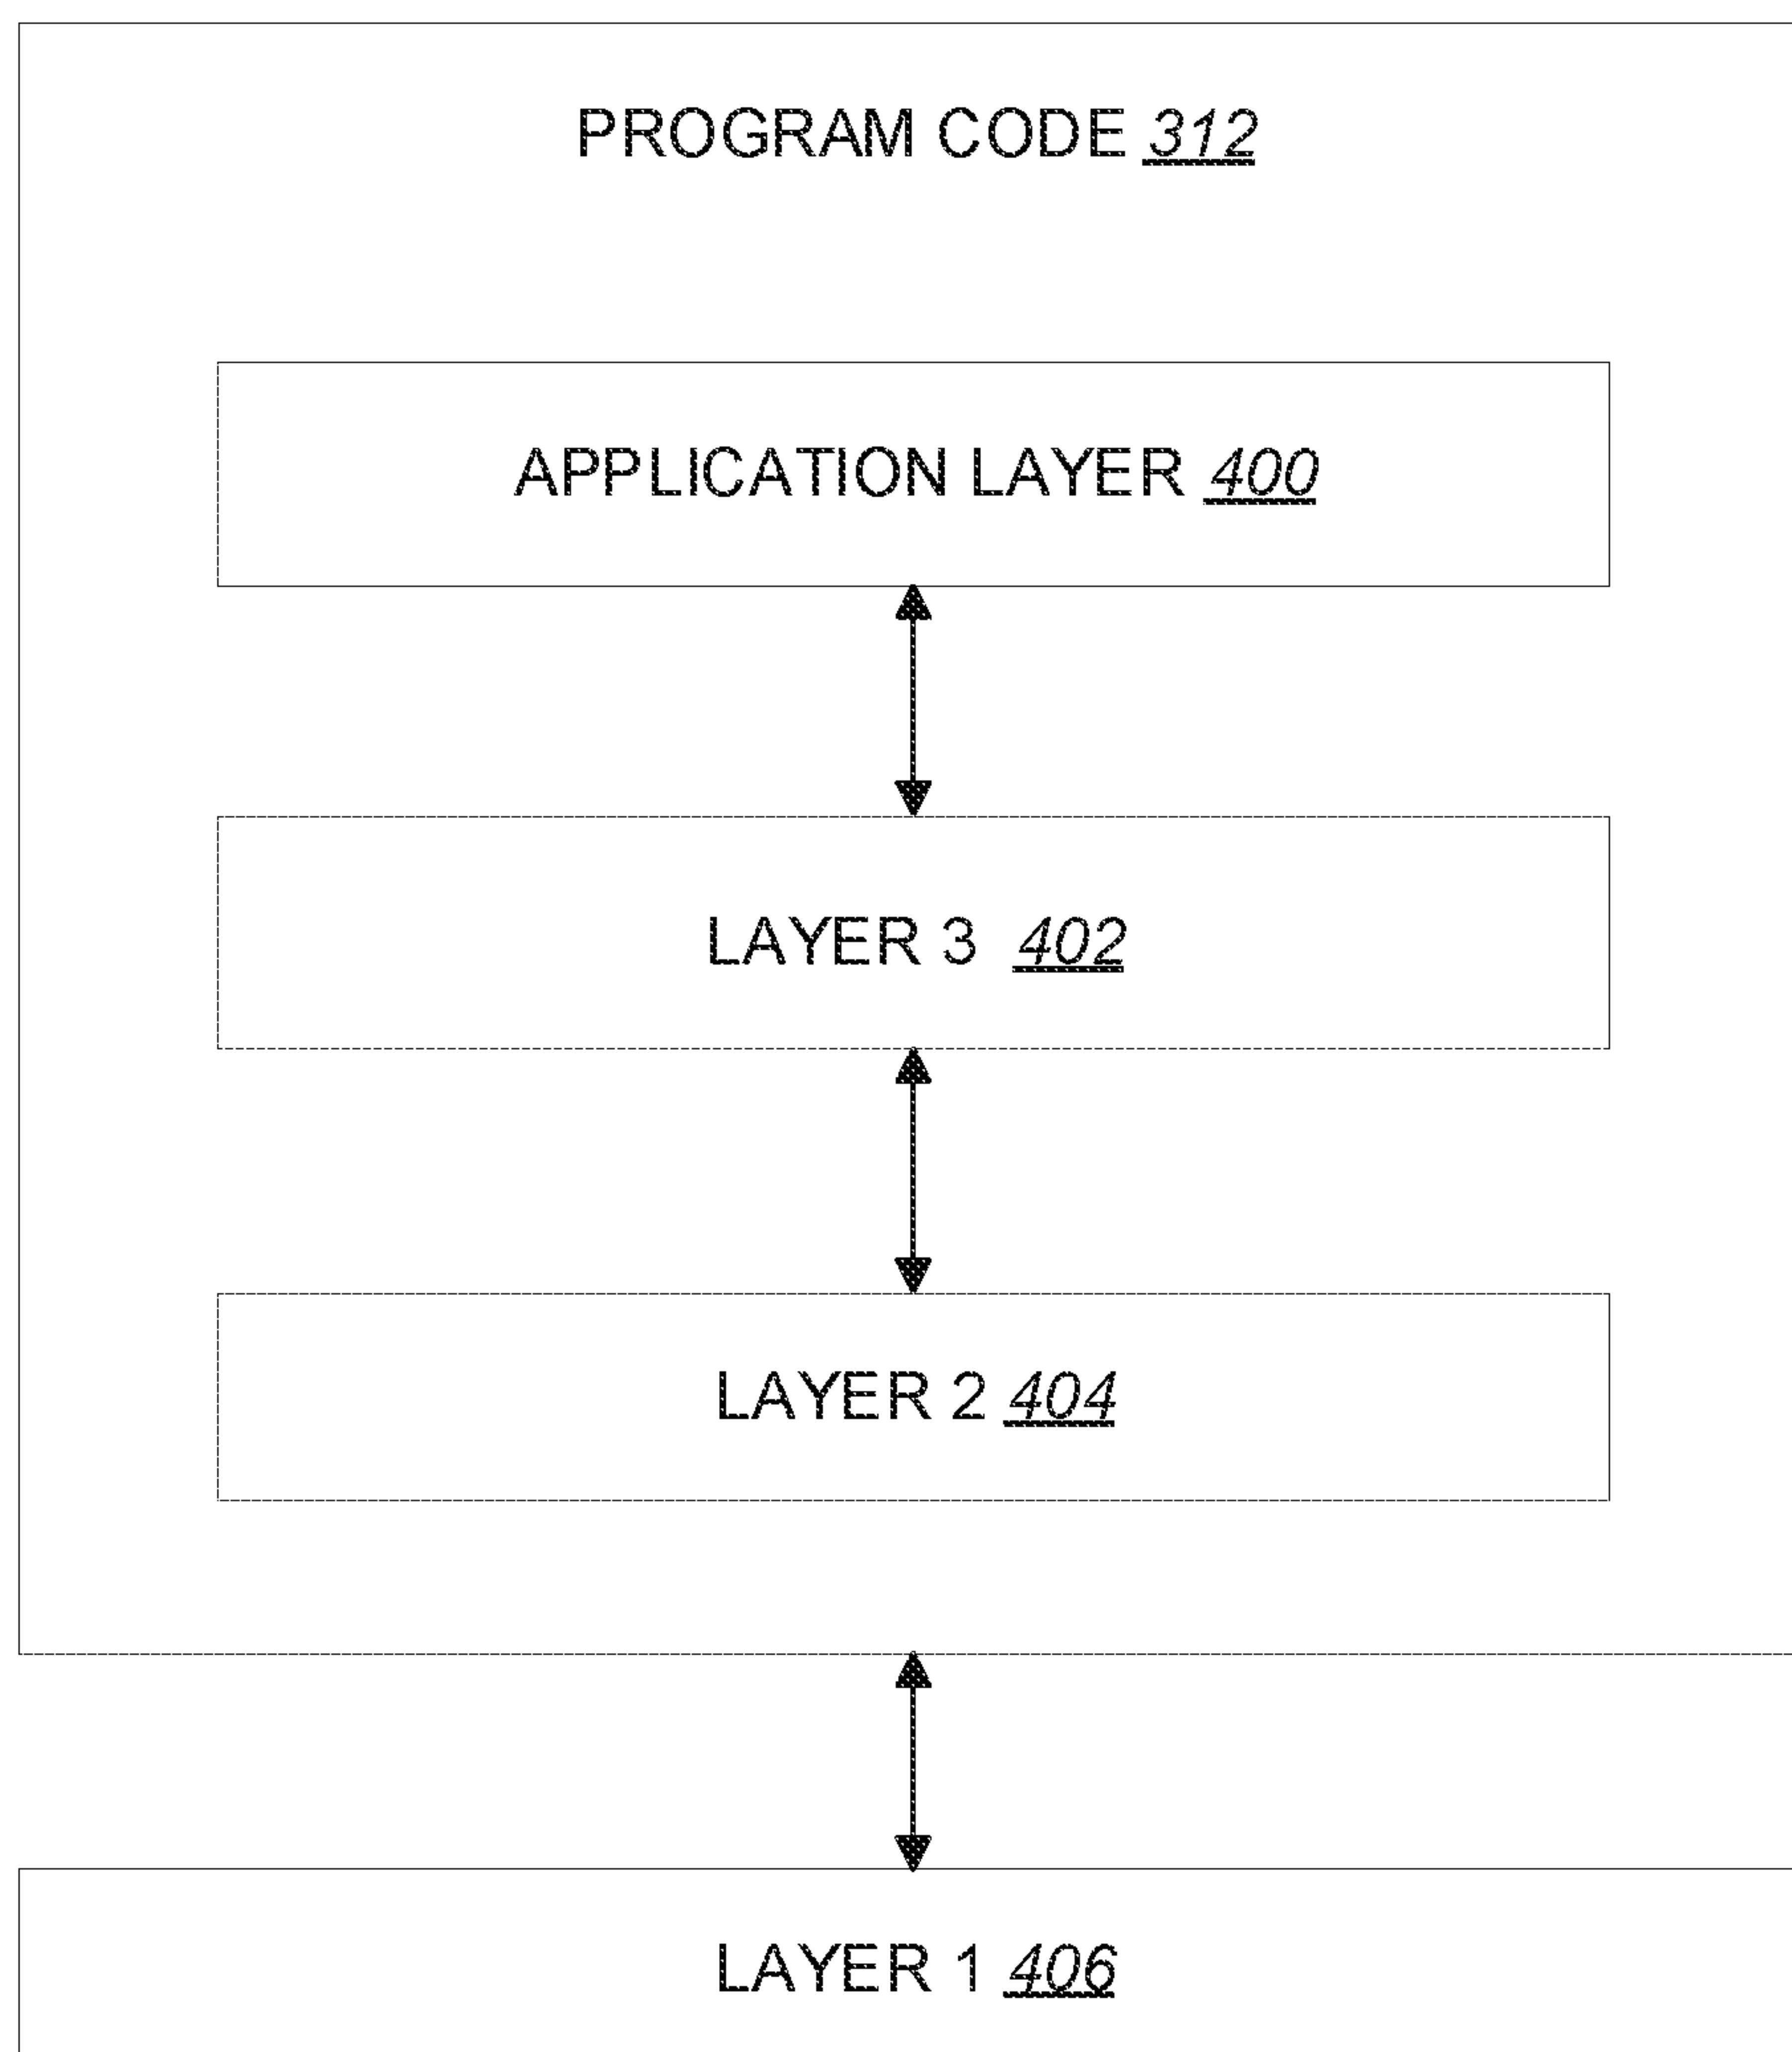 PROGRAM CODE 312
APPLICATION LAYER 400
LAYER 3 402
LAYER 2 404
LAYER 1 406